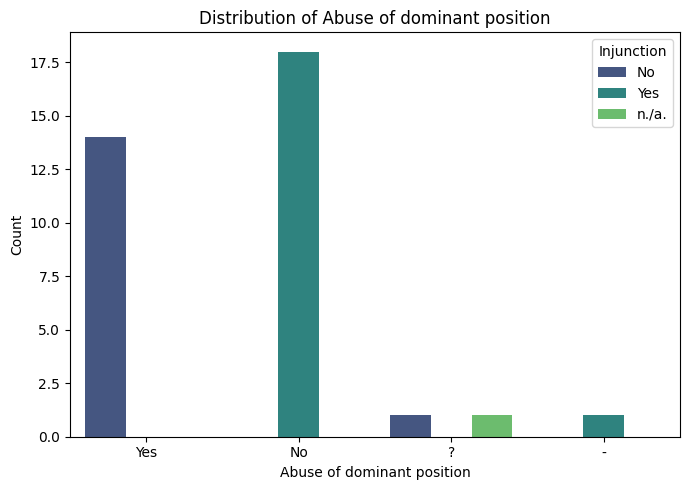 Distribution of Abuse of dominant position
Injunction
No
Yes
n./a.
17.5
15.0
12.5
10.0
7.5
5.0
2.5
0.0
Count
Yes No ? -
Abuse of dominant position